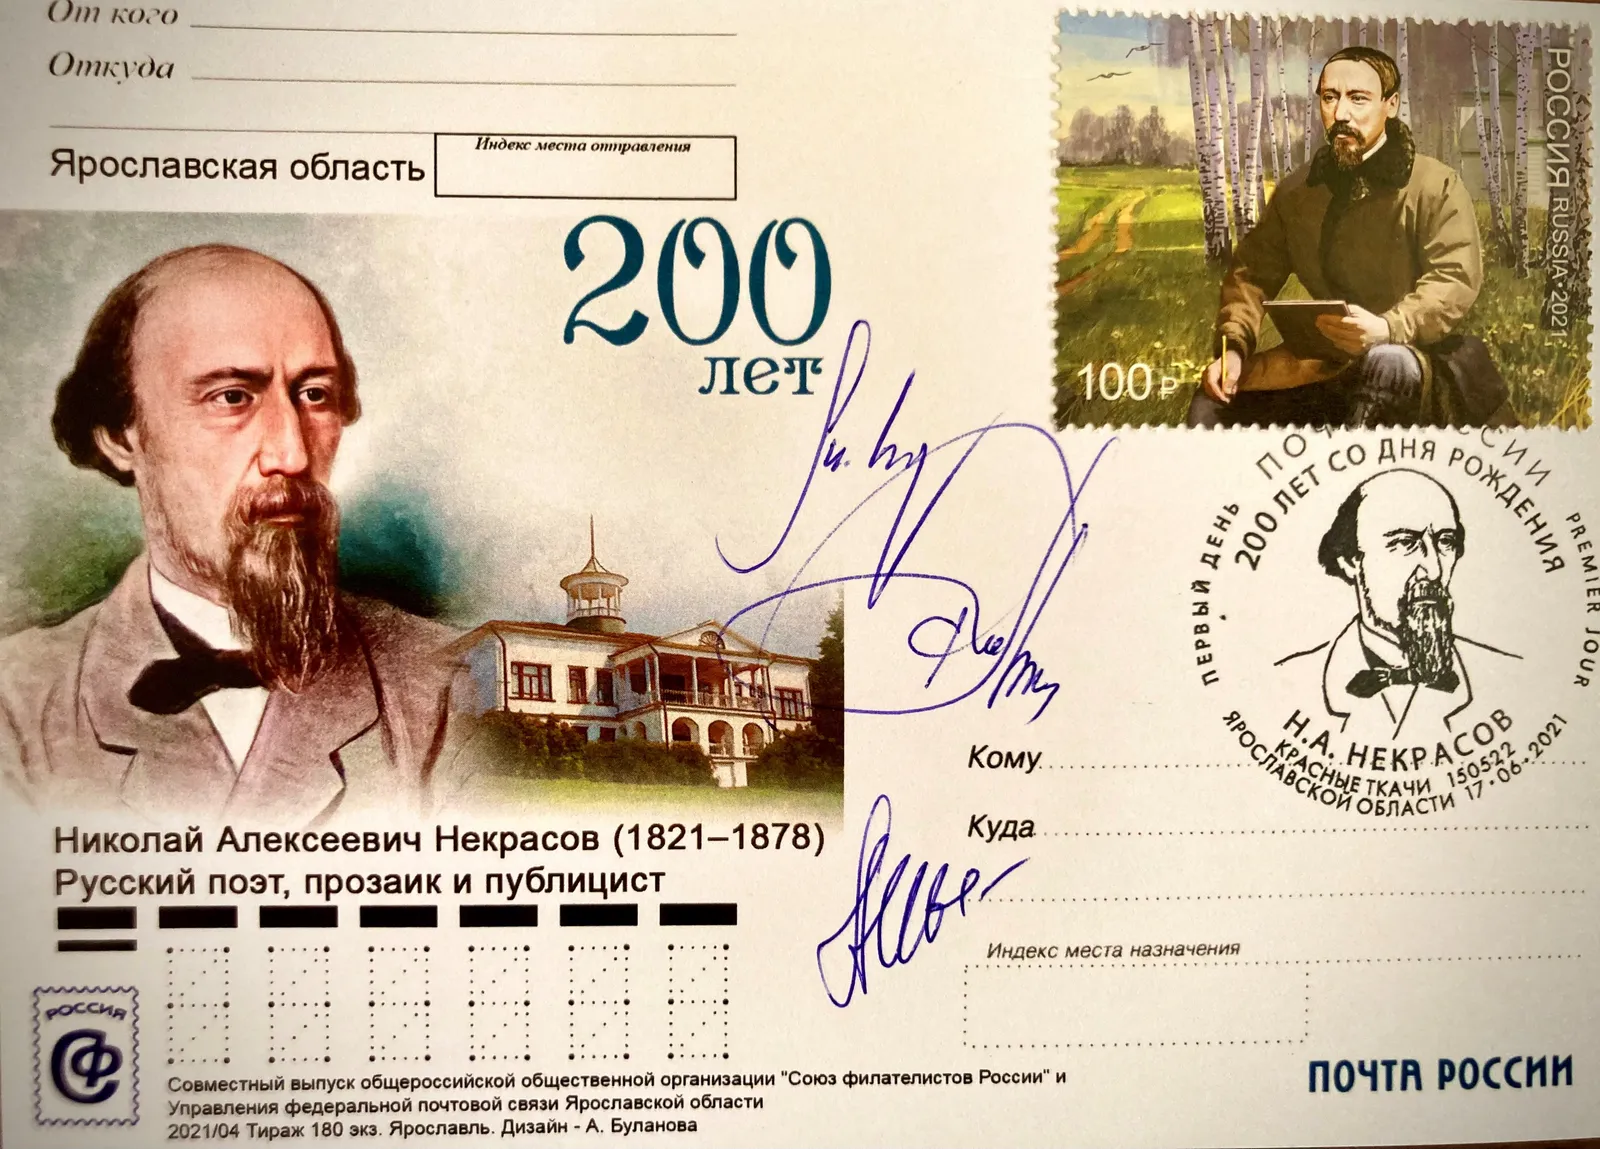 От кого
Откуда
Ярославская область
Индекс места отправления
200
лет
РОССИЯ RUSSIA•2021
100₽
ПЕРВЫЙ ДЕНЬ
200 ЛЕТ СО ДНЯ РОЖДЕНИЯ
PREMIER JOUR
Н.А. НЕКРАСОВ
КРАСНЫЕ ТКАЧИ 150522
ЯРОСЛАВСКОЙ ОБЛАСТИ 17•06•2021
Кому
Куда
Николай Алексеевич Некрасов (1821–1878)
Русский поэт, прозаик и публицист
Индекс места назначения
РОССИЯ
СФ
ПОЧТА РОССИИ
Совместный выпуск общероссийской общественной организации "Союз филателистов России" и
Управления федеральной почтовой связи Ярославской области
2021/04 Тираж 180 экз. Ярославль. Дизайн - А. Буланова